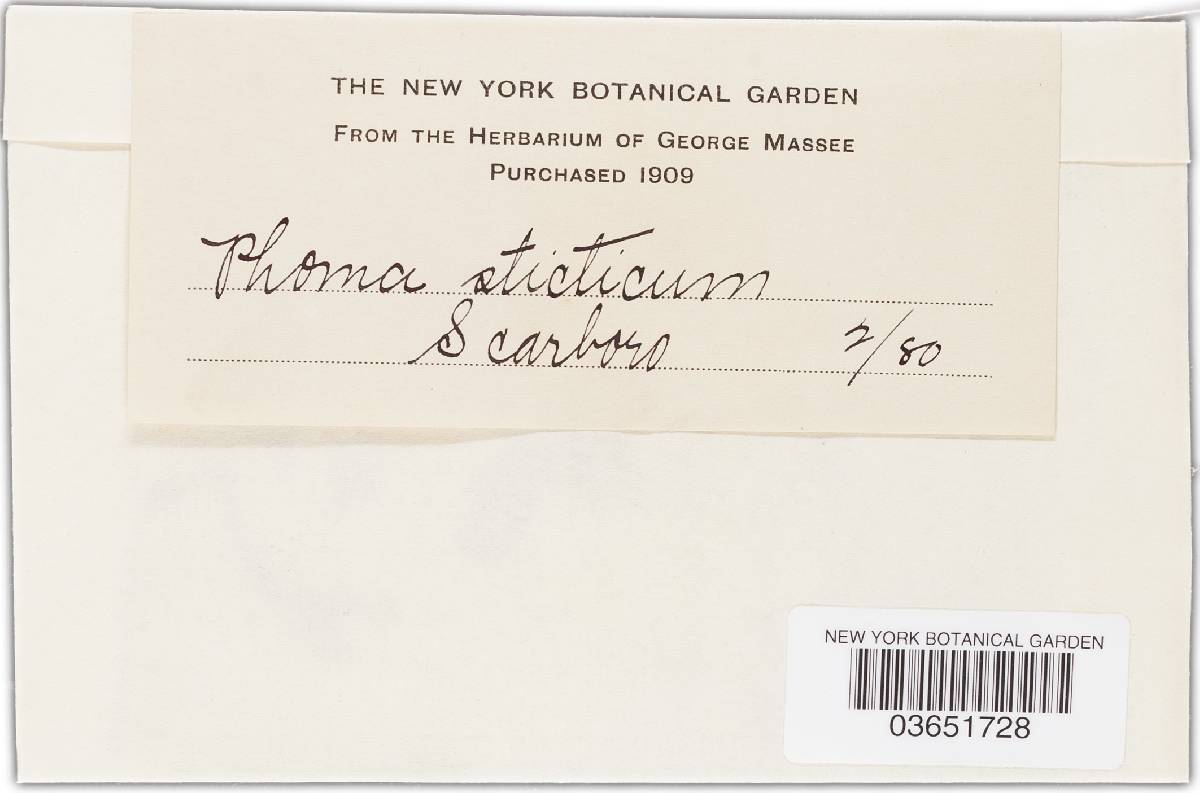 THE NEW YORK BOTANICAL GARDEN
FROM THE HERBARIUM OF GEORGE MASSEE
PURCHASED 1909
Phoma sticticum
Scarboro 2/80
NEW YORK BOTANICAL GARDEN
03651728